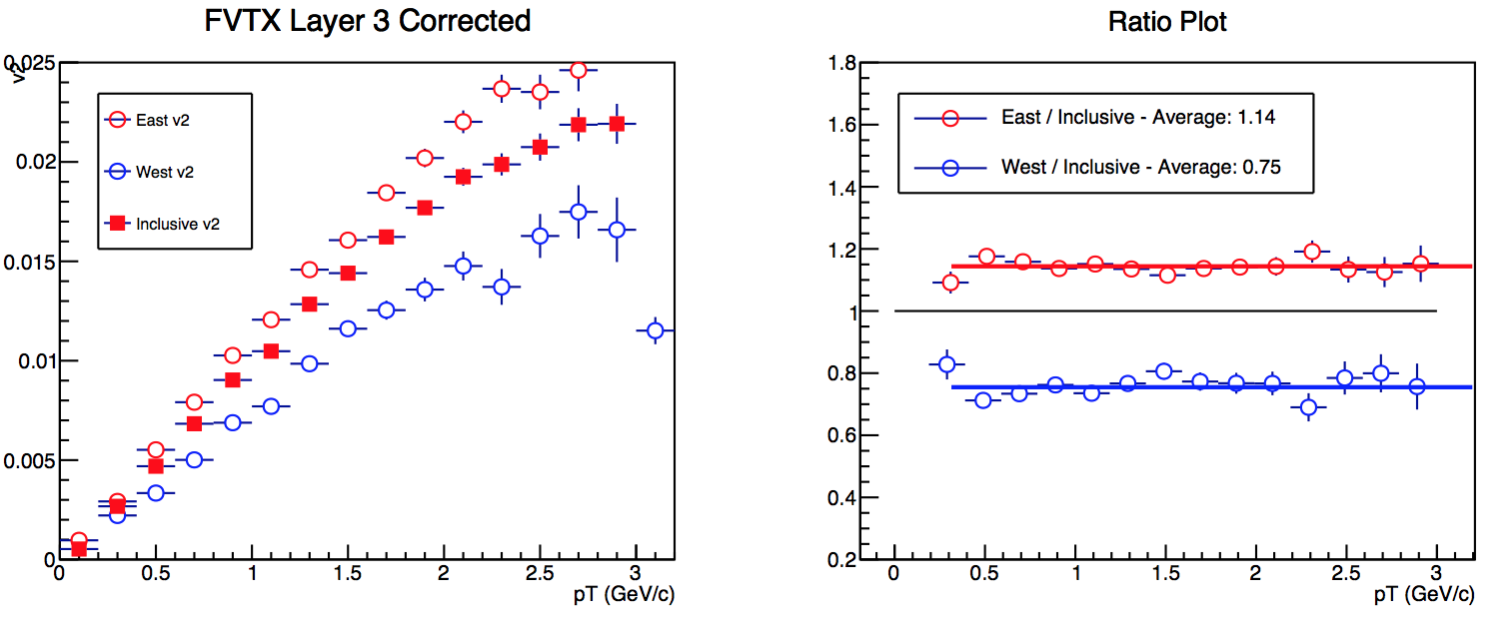 FVTX Layer 3 Corrected
v2
0.025
0.02
0.015
0.01
0.005
0
East v2
West v2
Inclusive v2
0 0.5 1 1.5 2 2.5 3
pT (GeV/c)
Ratio Plot
1.8
1.6
1.4
1.2
1
0.8
0.6
0.4
0.2
East / Inclusive - Average: 1.14
West / Inclusive - Average: 0.75
0 0.5 1 1.5 2 2.5 3
pT (GeV/c)